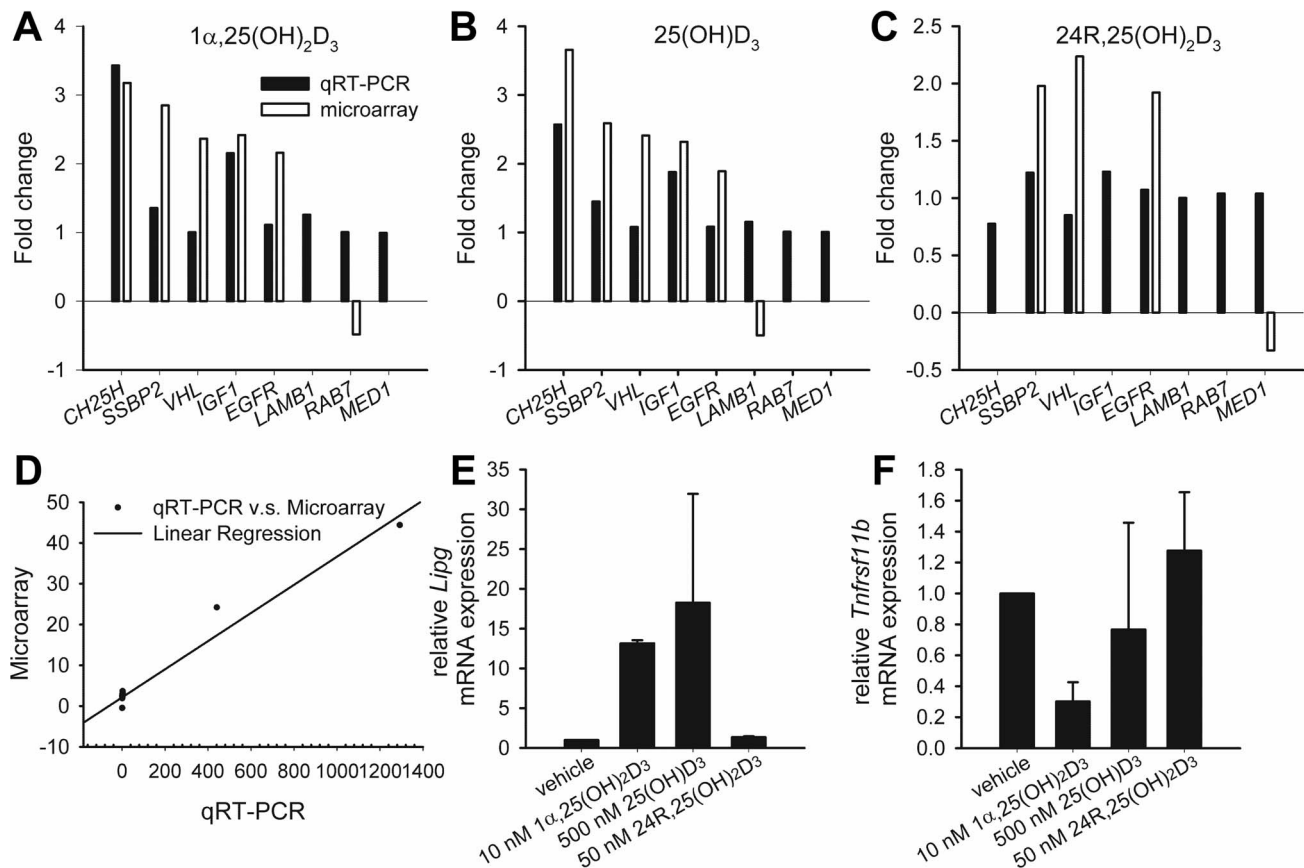 A
1α,25(OH)₂D₃
qRT-PCR
microarray
Fold change
4
3
2
1
0
-1
CH25H
SSBP2
VHL
IGF1
EGFR
LAMB1
RAB7
MED1
B
25(OH)D₃
Fold change
4
3
2
1
0
-1
CH25H
SSBP2
VHL
IGF1
EGFR
LAMB1
RAB7
MED1
C
24R,25(OH)₂D₃
Fold change
2.5
2.0
1.5
1.0
0.5
0.0
-0.5
CH25H
SSBP2
VHL
IGF1
EGFR
LAMB1
RAB7
MED1
D
qRT-PCR v.s. Microarray
Linear Regression
Microarray
50
40
30
20
10
0
-10
0 200 400 600 800 1000 1200 1400
qRT-PCR
E
relative Lipg
mRNA expression
40
35
30
25
20
15
10
5
0
vehicle
10 nM 1α,25(OH)₂D₃
500 nM 25(OH)D₃
50 nM 24R,25(OH)₂D₃
F
relative Tnfrsf11b
mRNA expression
1.8
1.6
1.4
1.2
1.0
0.8
0.6
0.4
0.2
0.0
vehicle
10 nM 1α,25(OH)₂D₃
500 nM 25(OH)D₃
50 nM 24R,25(OH)₂D₃